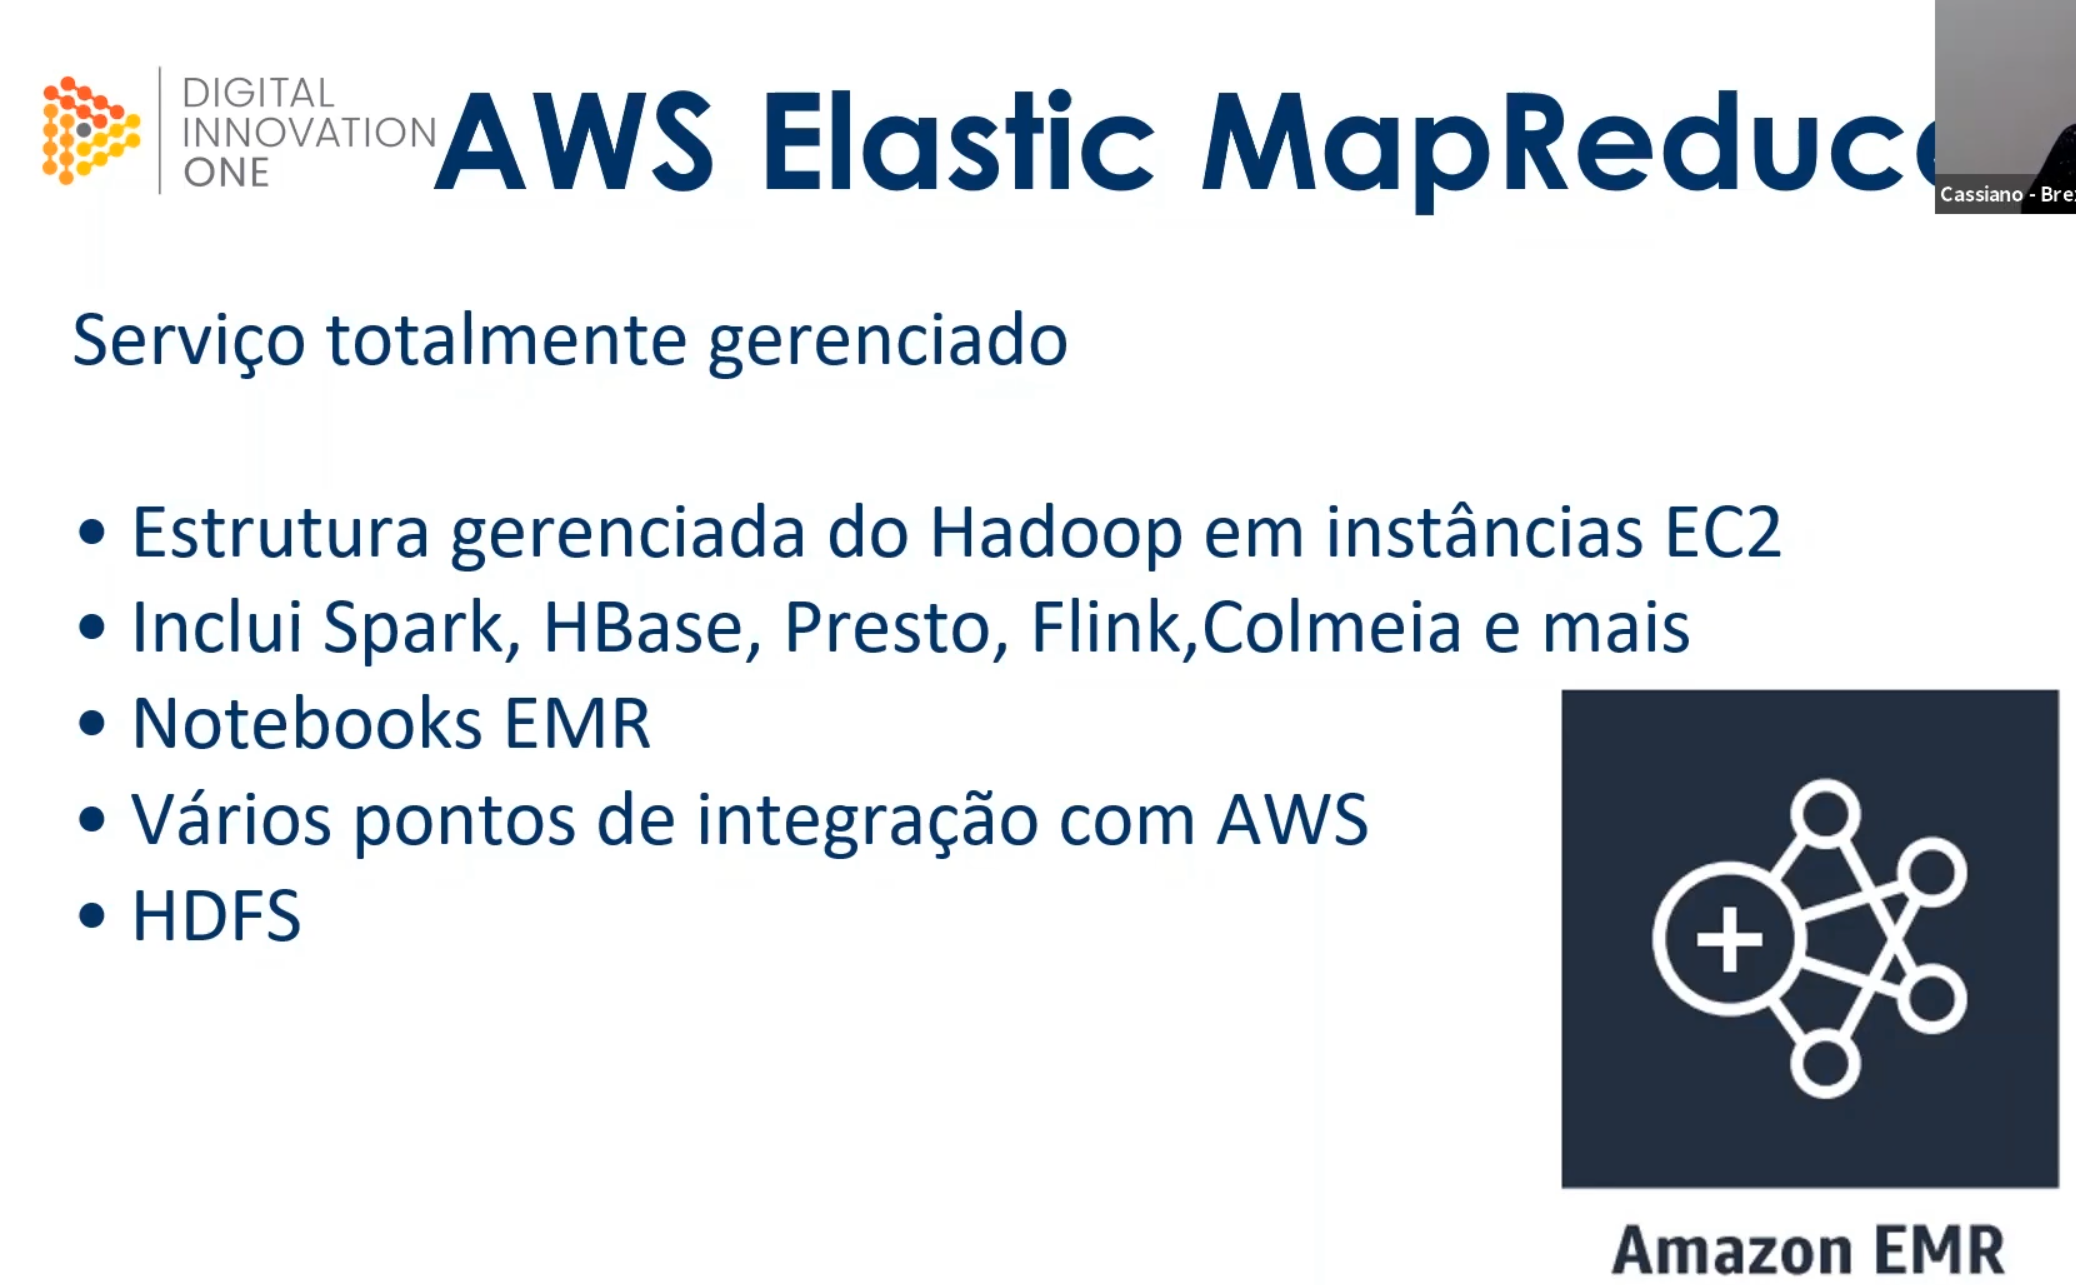 DIGITAL
INNOVATION
ONE
AWS Elastic MapReduc
Cassiano - Bre
Serviço totalmente gerenciado
• Estrutura gerenciada do Hadoop em instâncias EC2
• Inclui Spark, HBase, Presto, Flink,Colmeia e mais
• Notebooks EMR
• Vários pontos de integração com AWS
• HDFS
Amazon EMR